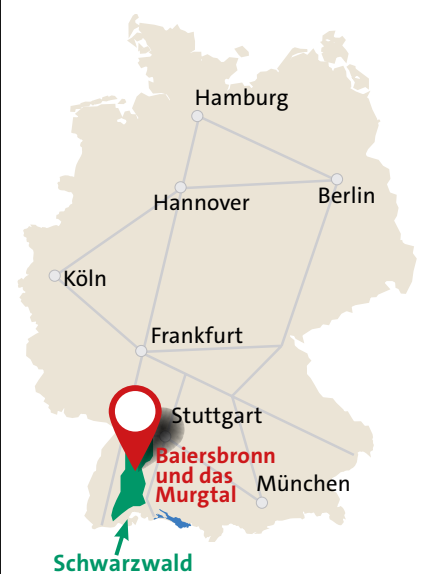 Hamburg
Berlin
Hannover
Köln
Frankfurt
Stuttgart
Baiersbronn
und das
Murgtal
München
Schwarzwald